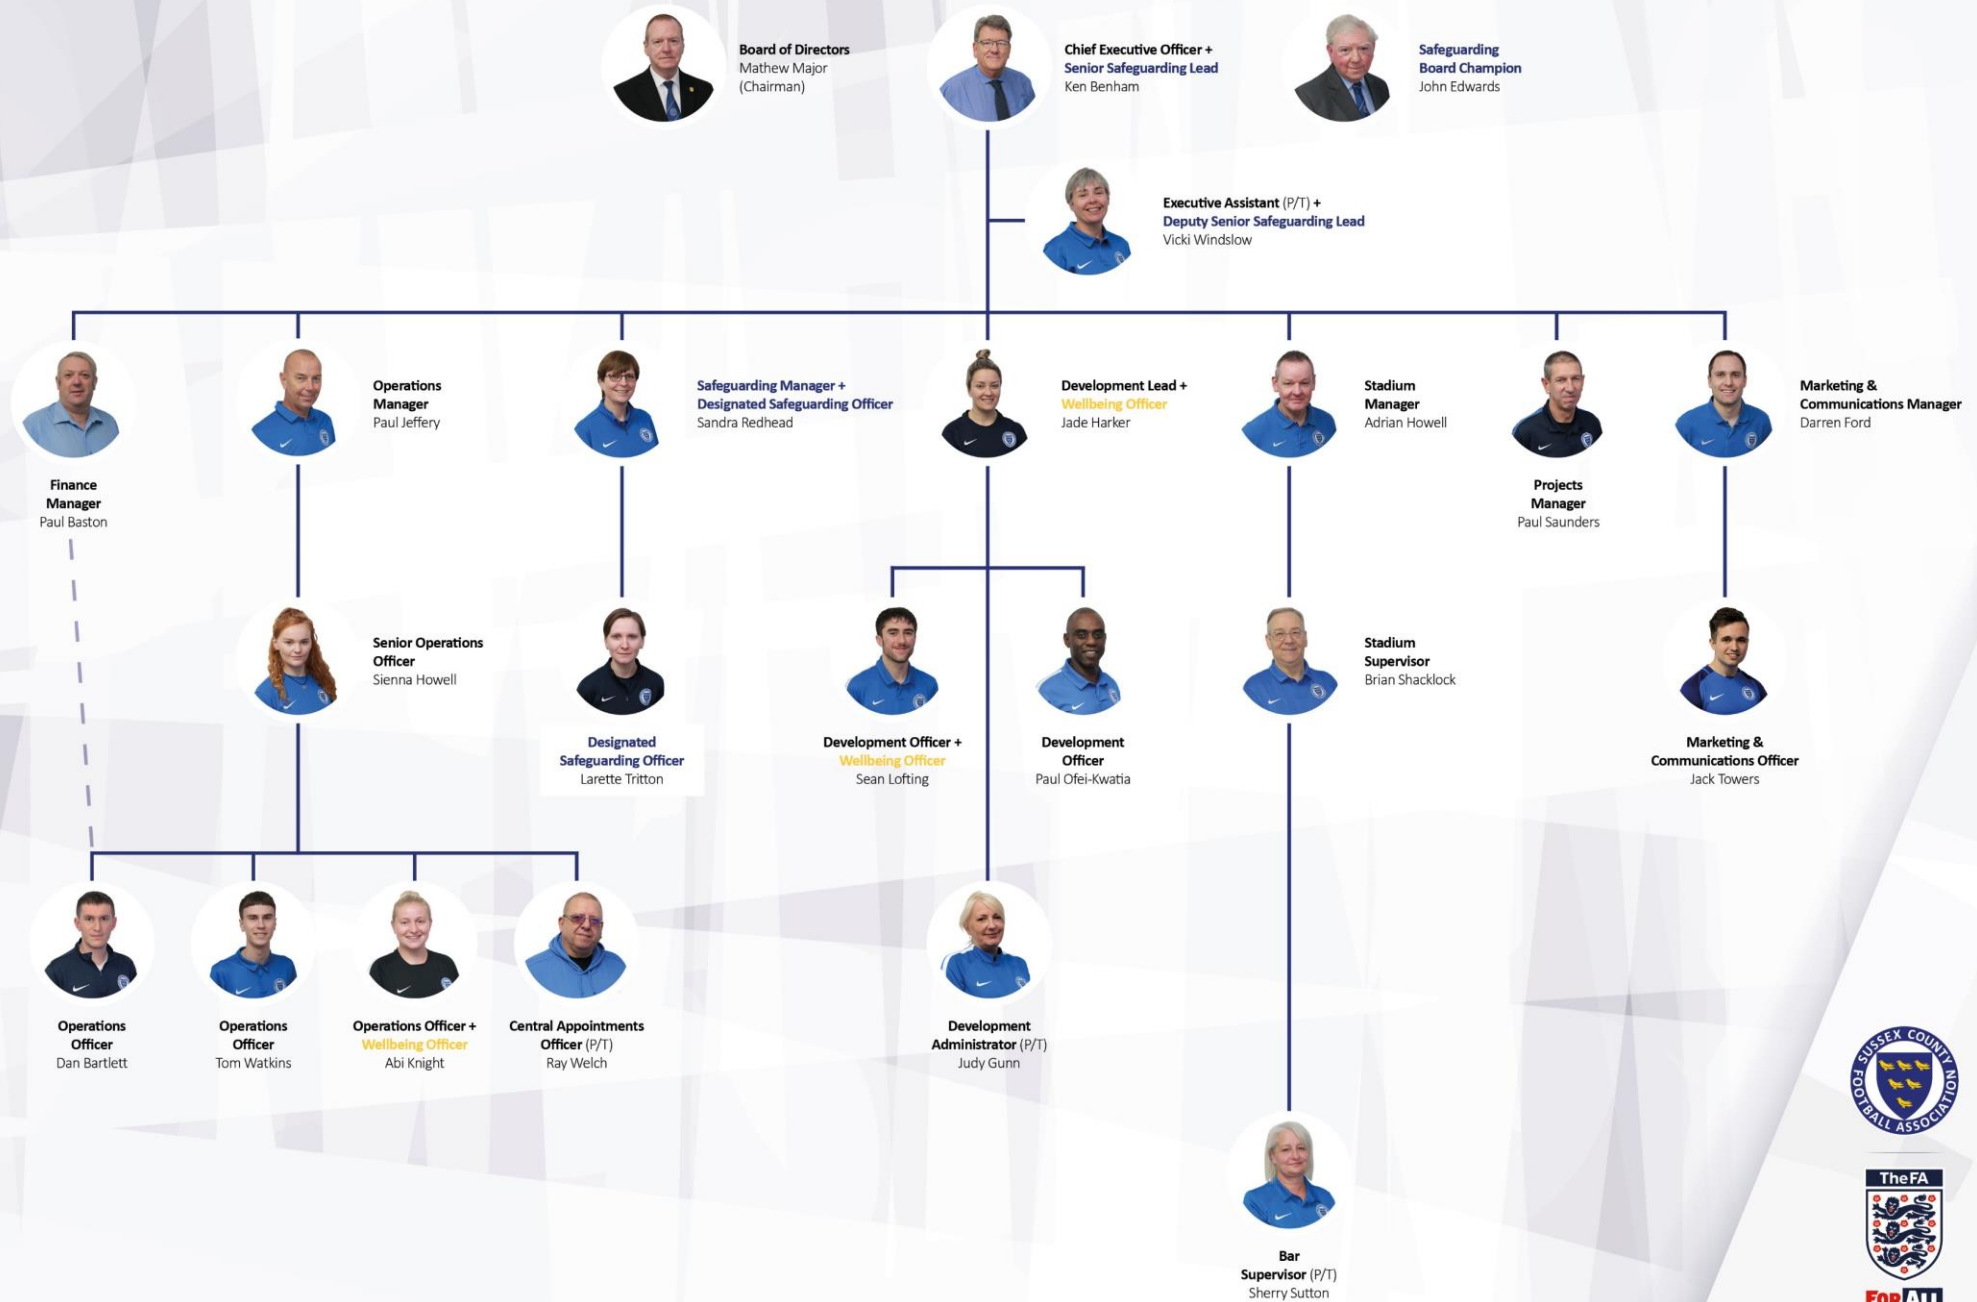 Board of Directors
Mathew Major
(Chairman)
Chief Executive Officer +
Senior Safeguarding Lead
Ken Benham
Safeguarding
Board Champion
John Edwards
Executive Assistant (P/T) +
Deputy Senior Safeguarding Lead
Vicki Windslow
Finance
Manager
Paul Baston
Operations
Manager
Paul Jeffery
Safeguarding Manager +
Designated Safeguarding Officer
Sandra Redhead
Development Lead +
Wellbeing Officer
Jade Harker
Stadium
Manager
Adrian Howell
Projects
Manager
Paul Saunders
Marketing &
Communications Manager
Darren Ford
Senior Operations
Officer
Sienna Howell
Designated
Safeguarding Officer
Larette Tritton
Development Officer +
Wellbeing Officer
Sean Lofting
Development
Officer
Paul Ofei-Kwatia
Stadium
Supervisor
Brian Shacklock
Marketing &
Communications Officer
Jack Towers
Operations
Officer
Dan Bartlett
Operations
Officer
Tom Watkins
Operations Officer +
Wellbeing Officer
Abi Knight
Central Appointments
Officer (P/T)
Ray Welch
Development
Administrator (P/T)
Judy Gunn
Bar
Supervisor (P/T)
Sherry Sutton
SUSSEX COUNTY
FOOTBALL ASSOCIATION
TheFA
FOR ALL